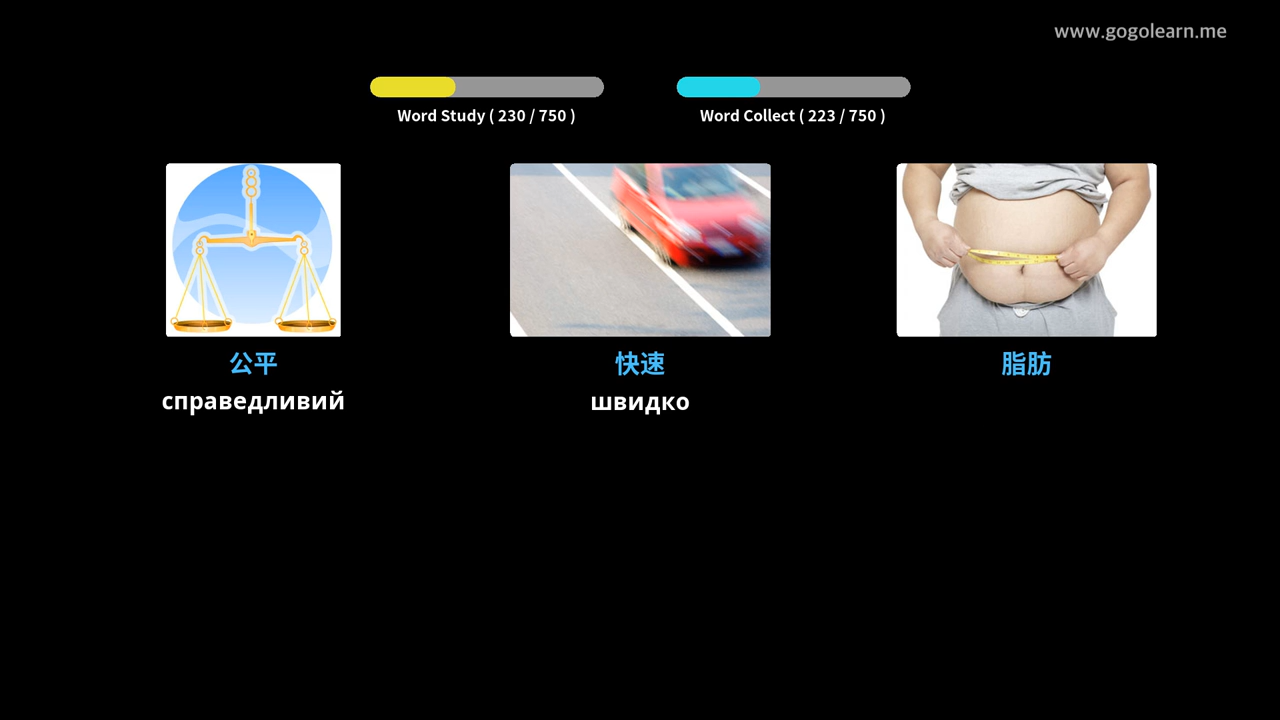 www.gogolearn.me
Word Study ( 230 / 750 )
Word Collect ( 223 / 750 )
公平
справедливий
快速
швидко
脂肪